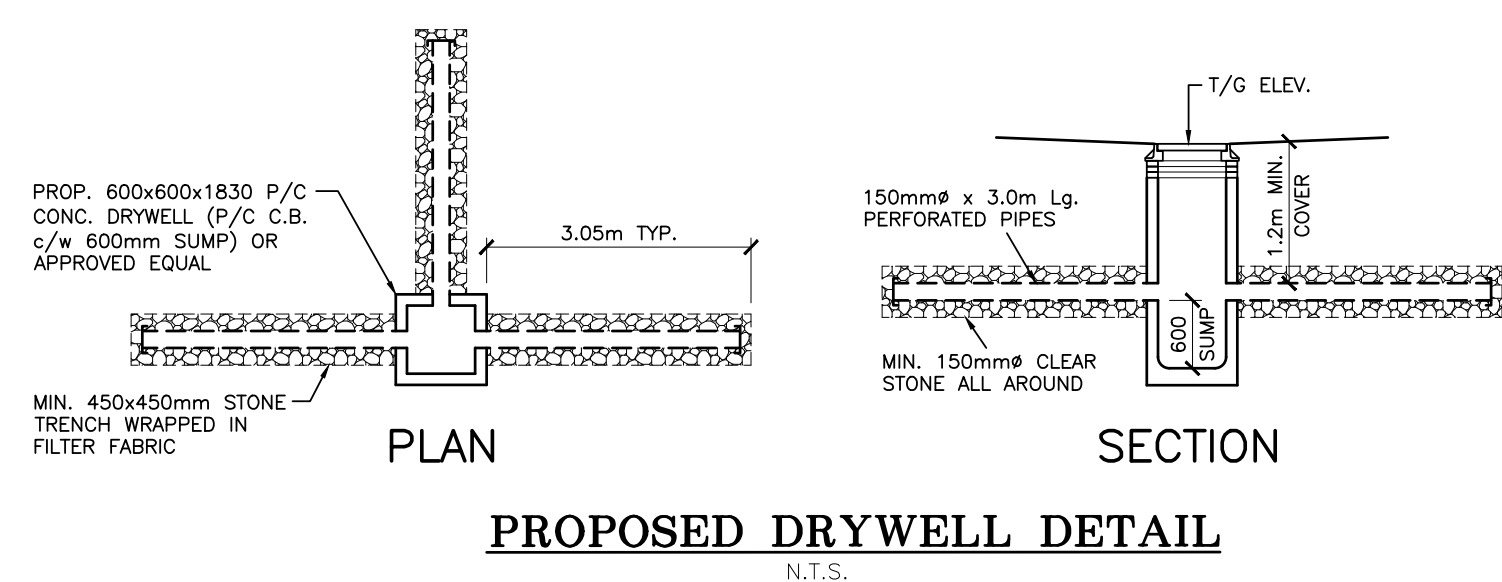 PROP. 600x600x1830 P/C
CONC. DRYWELL (P/C C.B.
c/w 600mm SUMP) OR
APPROVED EQUAL
3.05m TYP.
MIN. 450x450mm STONE
TRENCH WRAPPED IN
FILTER FABRIC
PLAN
T/G ELEV.
150mmø x 3.0m Lg.
PERFORATED PIPES
1.2m MIN.
COVER
600
SUMP
MIN. 150mmø CLEAR
STONE ALL AROUND
SECTION
PROPOSED DRYWELL DETAIL
N.T.S.